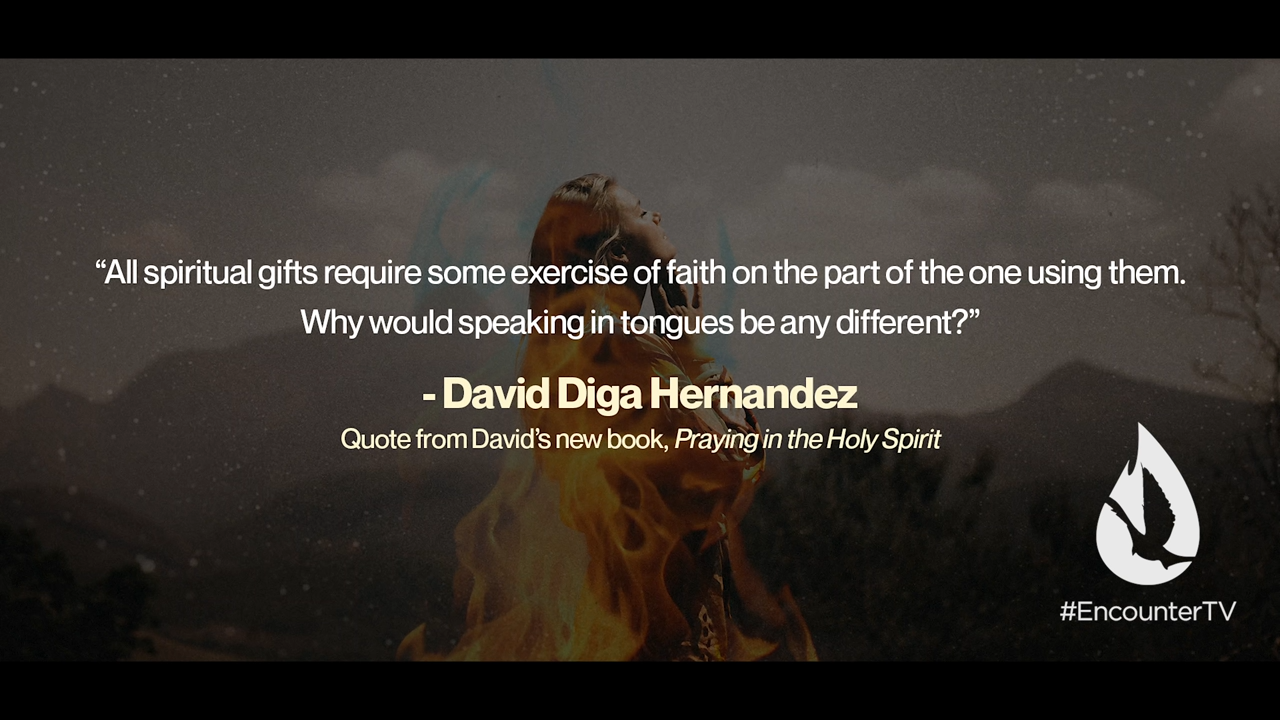 “All spiritual gifts require some exercise of faith on the part of the one using them.
Why would speaking in tongues be any different?”
- David Diga Hernandez
Quote from David’s new book, Praying in the Holy Spirit
#EncounterTV